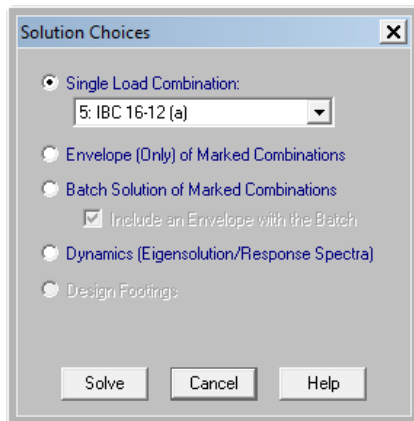 Solution Choices
Single Load Combination:
5: IBC 16-12 (a)
Envelope (Only) of Marked Combinations
Batch Solution of Marked Combinations
Include an Envelope with the Batch
Dynamics (Eigensolution/Response Spectra)
Design Footings
Solve Cancel Help